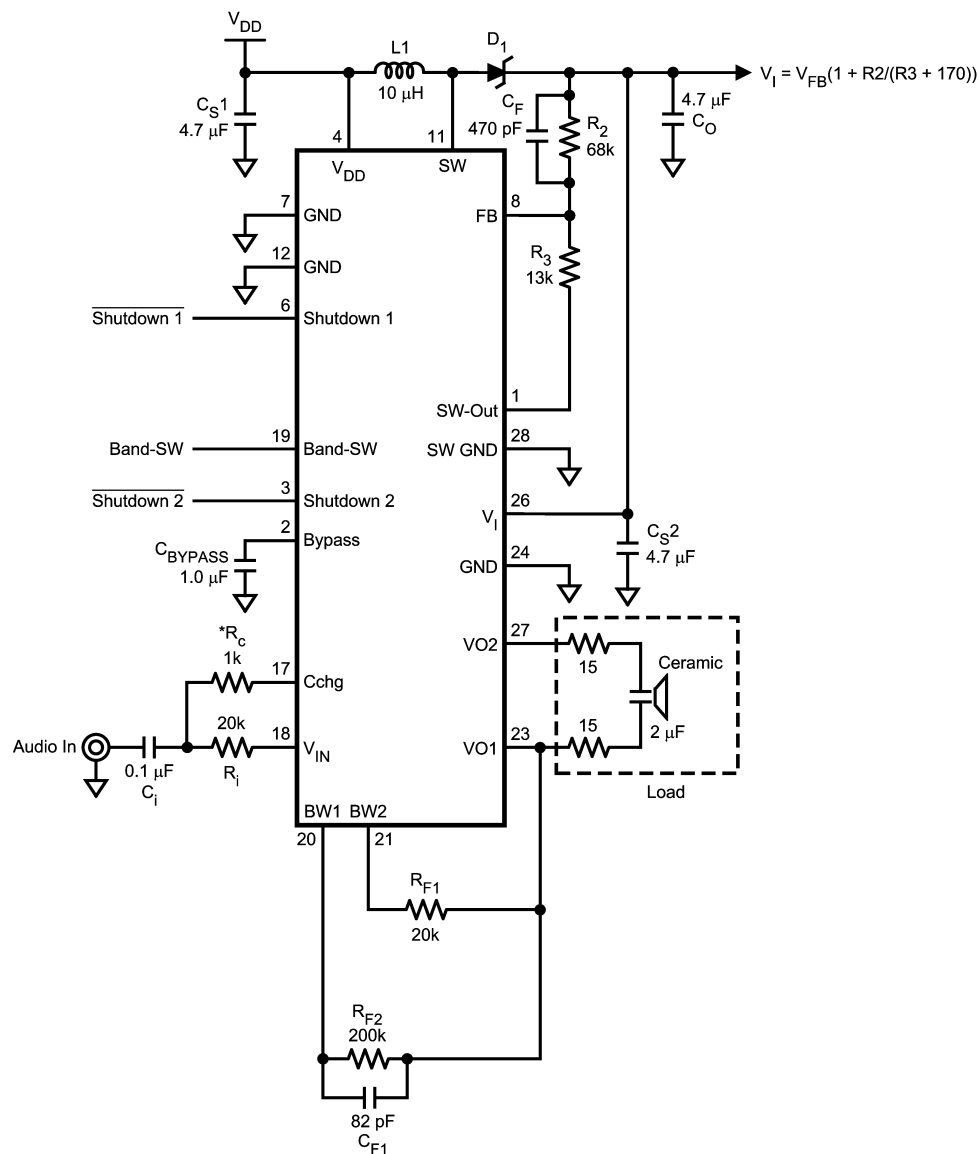 V_DD
L1
10 μH
D_1
V_I = V_FB(1 + R2/(R3 + 170))
C_S1
4.7 μF
C_F
470 pF
R_2
68k
4.7 μF
C_O
4
11
V_DD
SW
7
GND
8
FB
12
GND
R_3
13k
Shutdown 1
6
Shutdown 1
1
SW-Out
Band-SW
19
Band-SW
28
SW GND
Shutdown 2
3
Shutdown 2
26
V_I
2
Bypass
C_BYPASS
1.0 μF
C_S2
4.7 μF
24
GND
*R_c
1k
17
Cchg
27
VO2
15
Ceramic
2 μF
Audio In
0.1 μF
C_i
20k
R_i
18
V_IN
23
VO1
15
Load
BW1
BW2
20
21
R_F1
20k
R_F2
200k
82 pF
C_F1